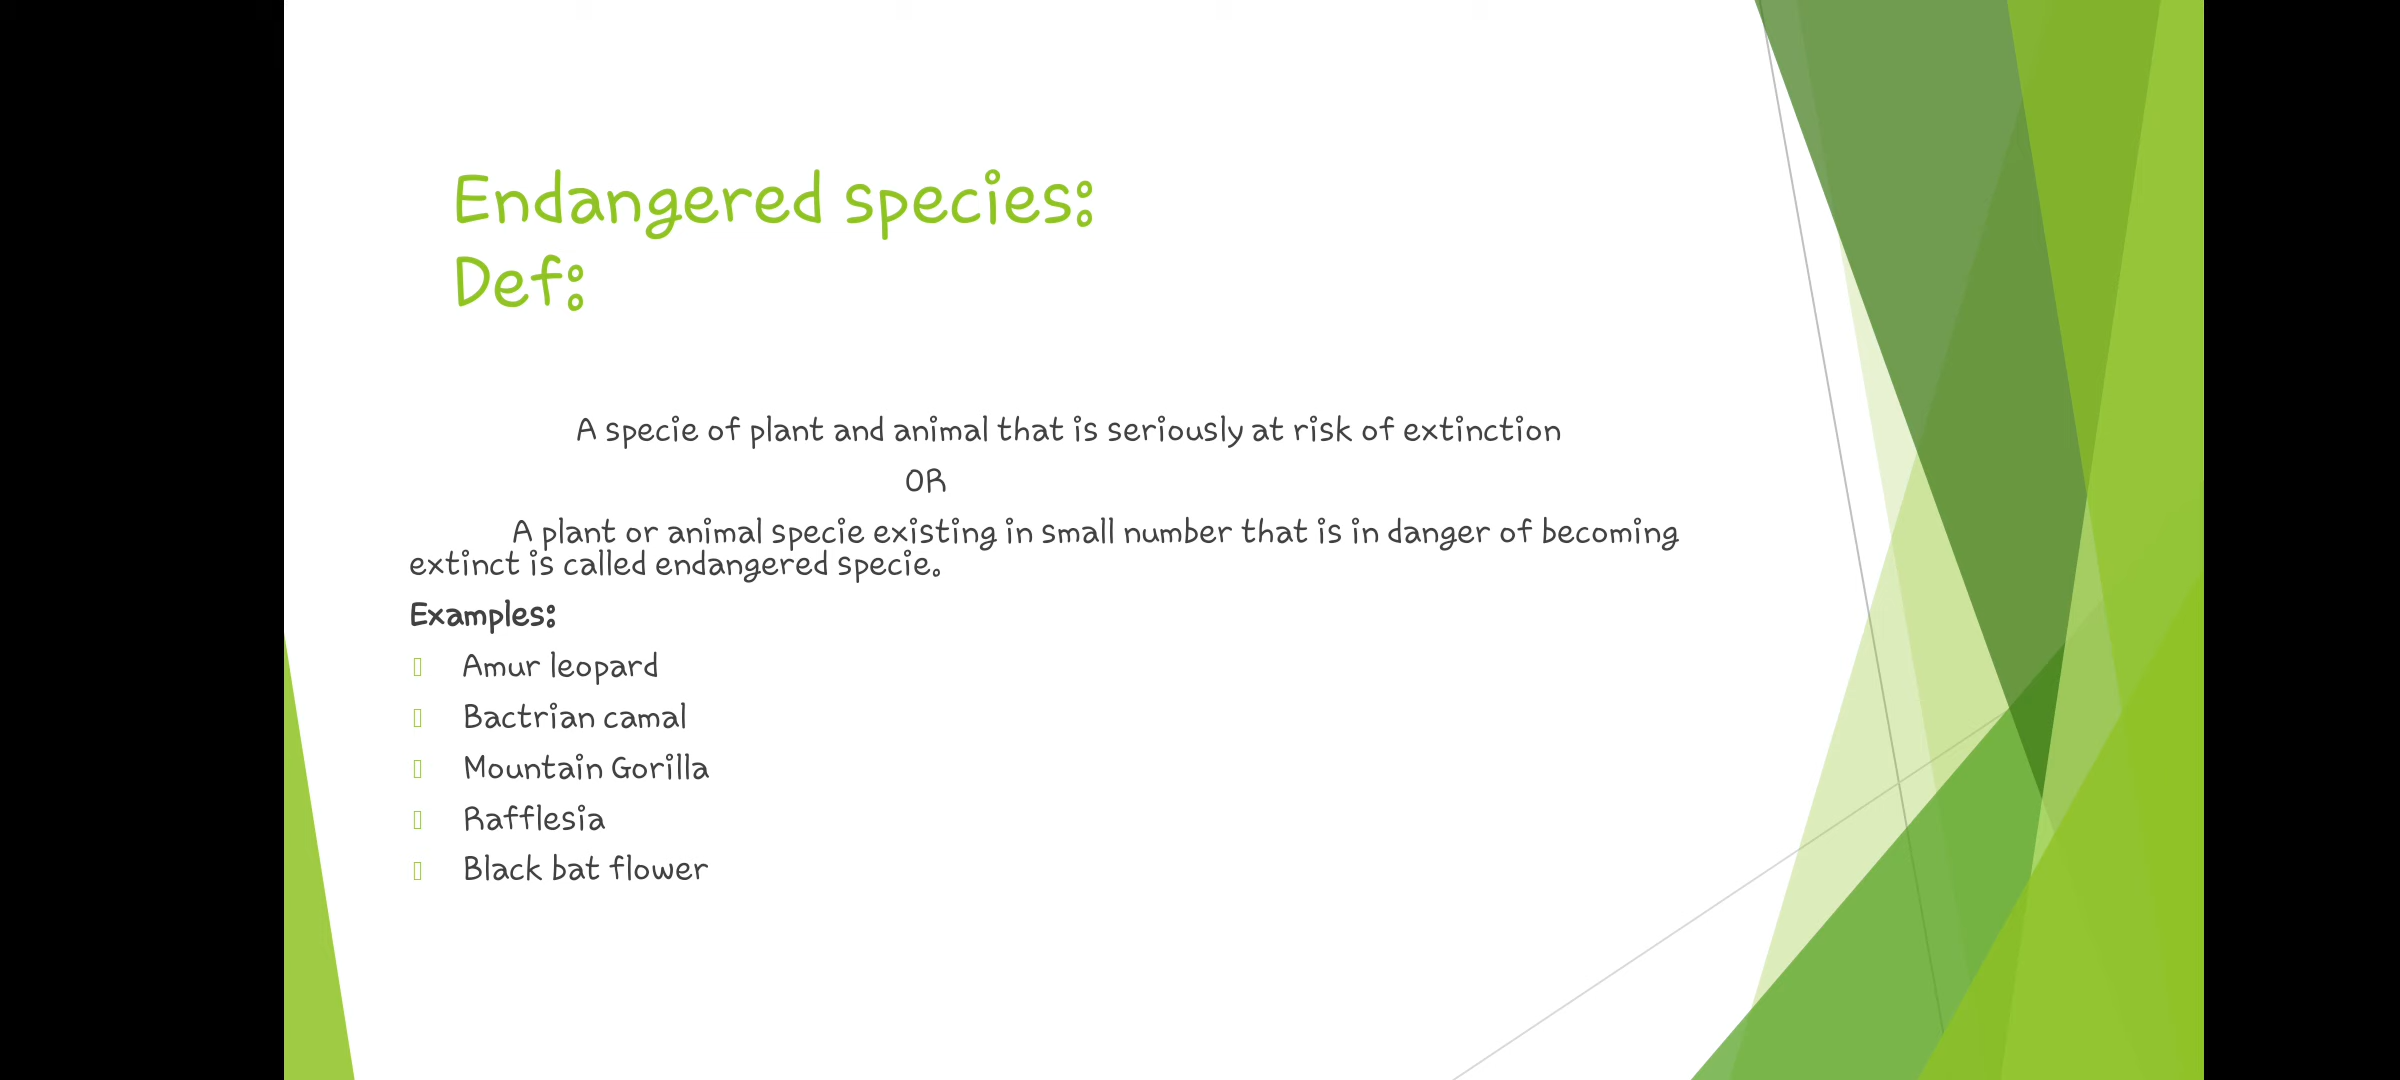 Endangered species:
Def:
A specie of plant and animal that is seriously at risk of extinction
OR
A plant or animal specie existing in small number that is in danger of becoming
extinct is called endangered specie.
Examples:
Amur leopard
Bactrian camal
Mountain Gorilla
Rafflesia
Black bat flower